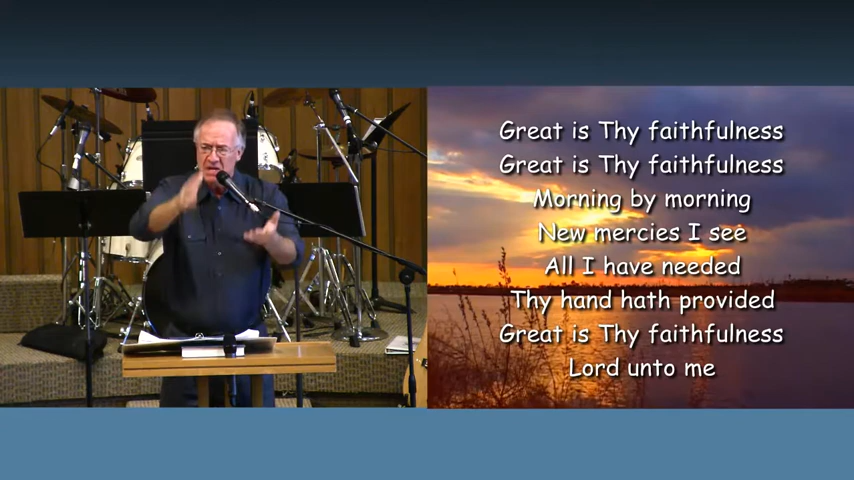 Great is Thy faithfulness
Great is Thy faithfulness
Morning by morning
New mercies I see
All I have needed
Thy hand hath provided
Great is Thy faithfulness
Lord unto me